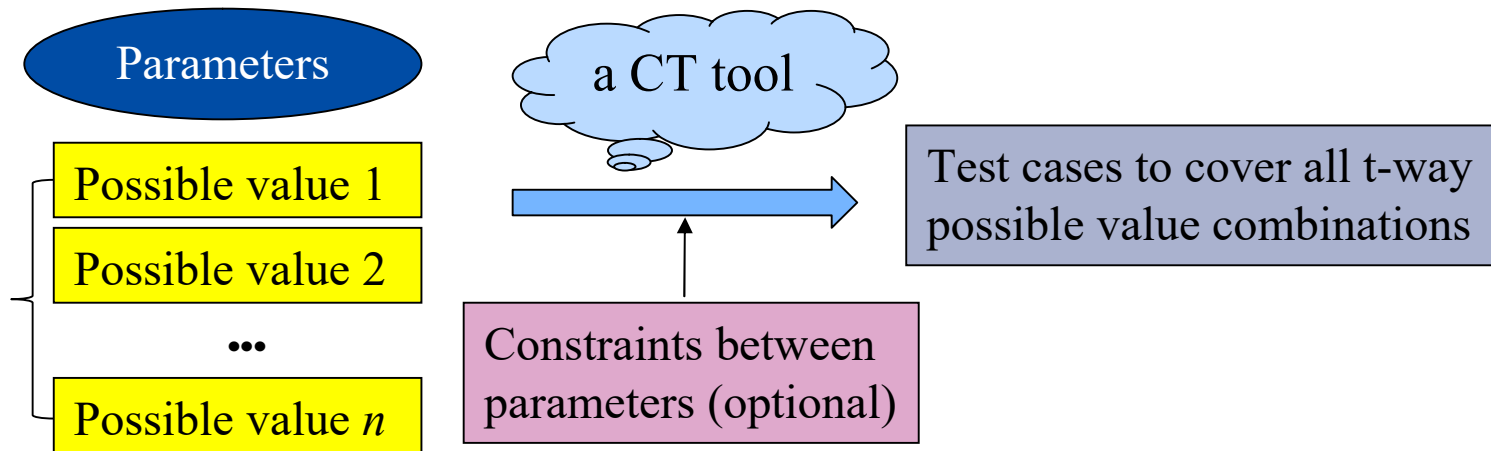 Parameters
Possible value 1
Possible value 2
•••
Possible value n
a CT tool
Constraints between
parameters (optional)
Test cases to cover all t-way
possible value combinations